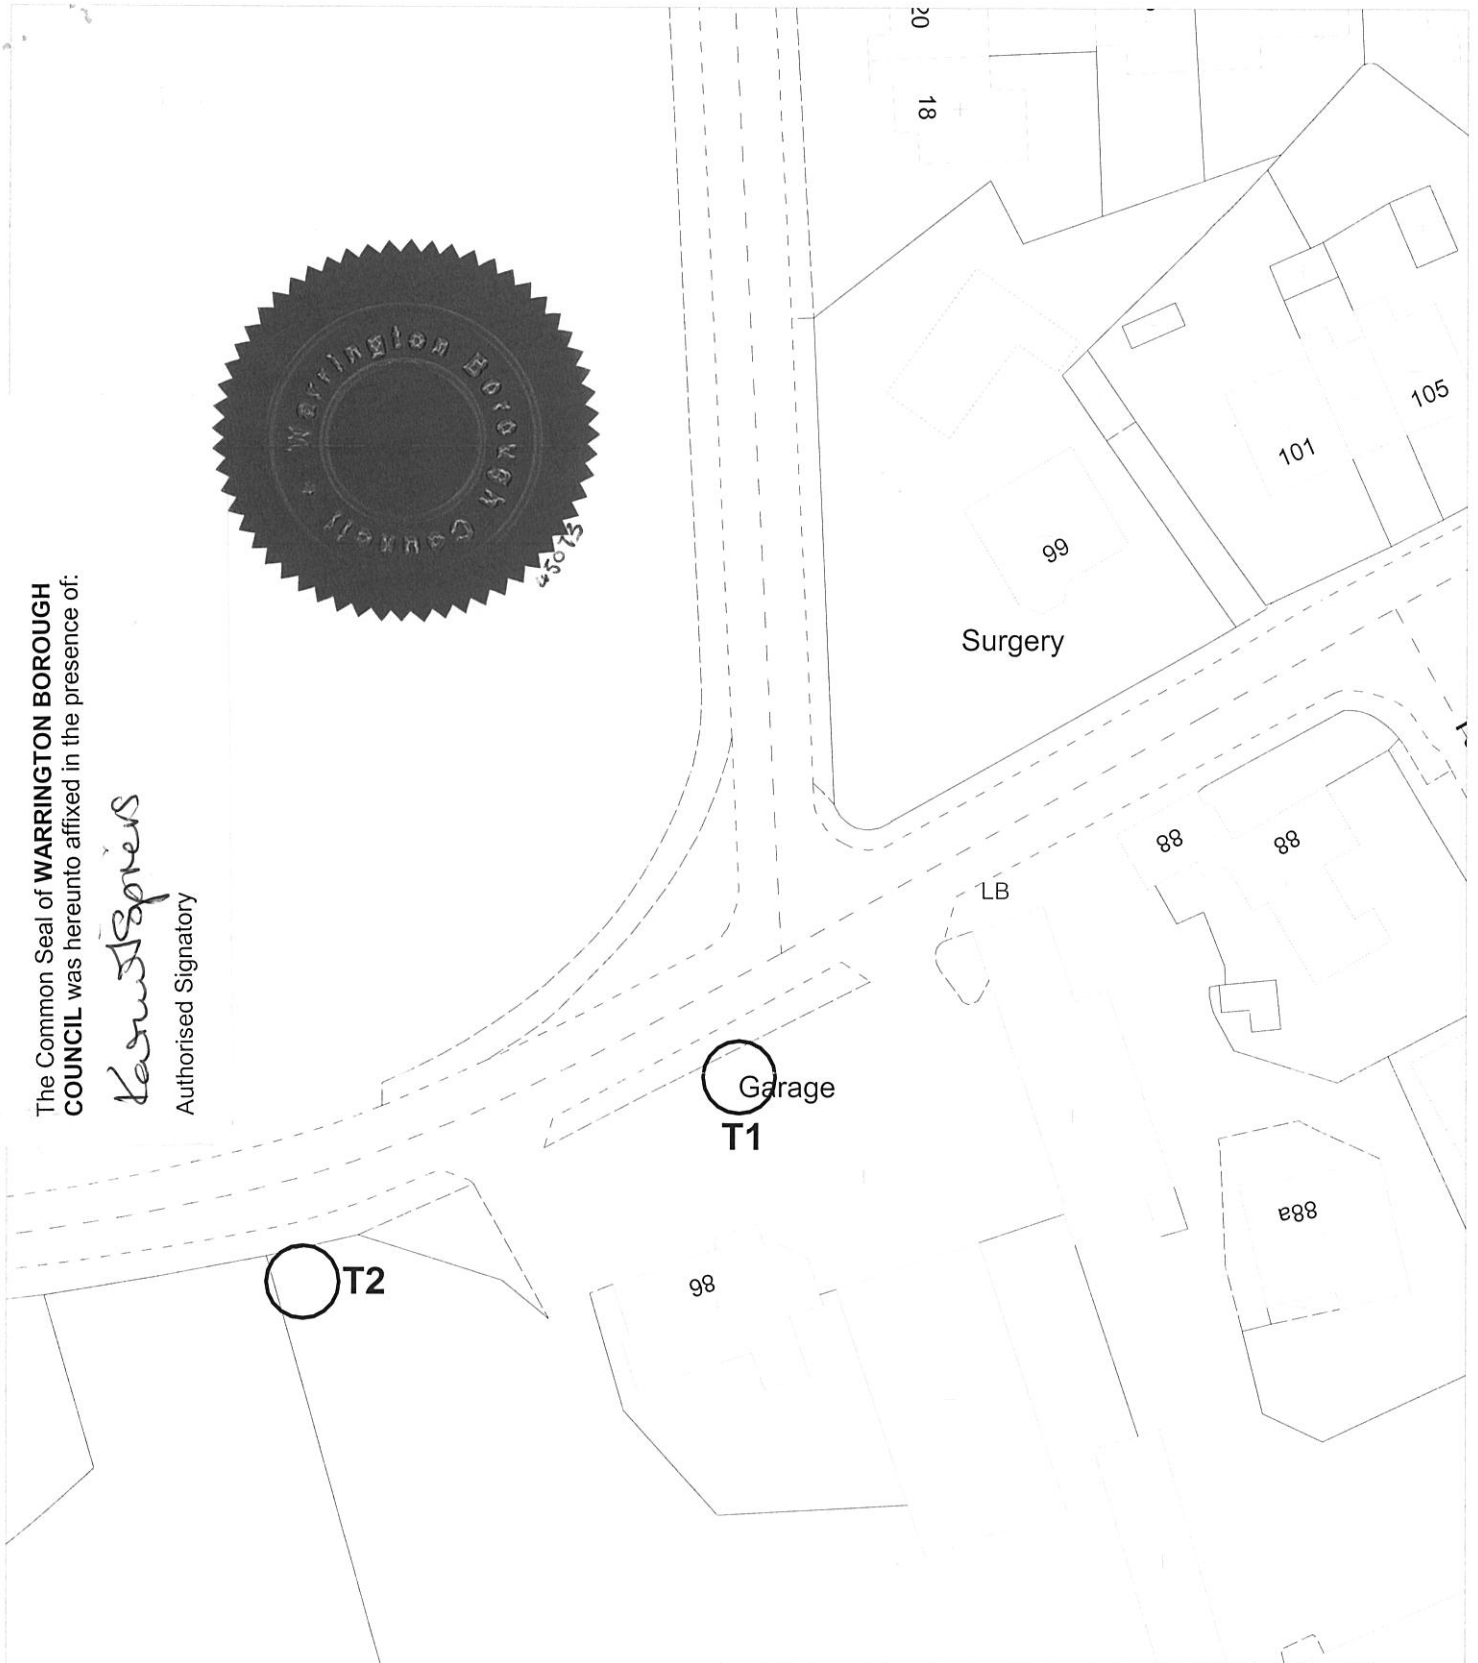 The Common Seal of WARRINGTON BOROUGH
COUNCIL was hereunto affixed in the presence of:
Authorised Signatory
Warrington Borough Council
45073
20
18
105
101
99
Surgery
88
88
LB
Garage
T1
T2
98
88a